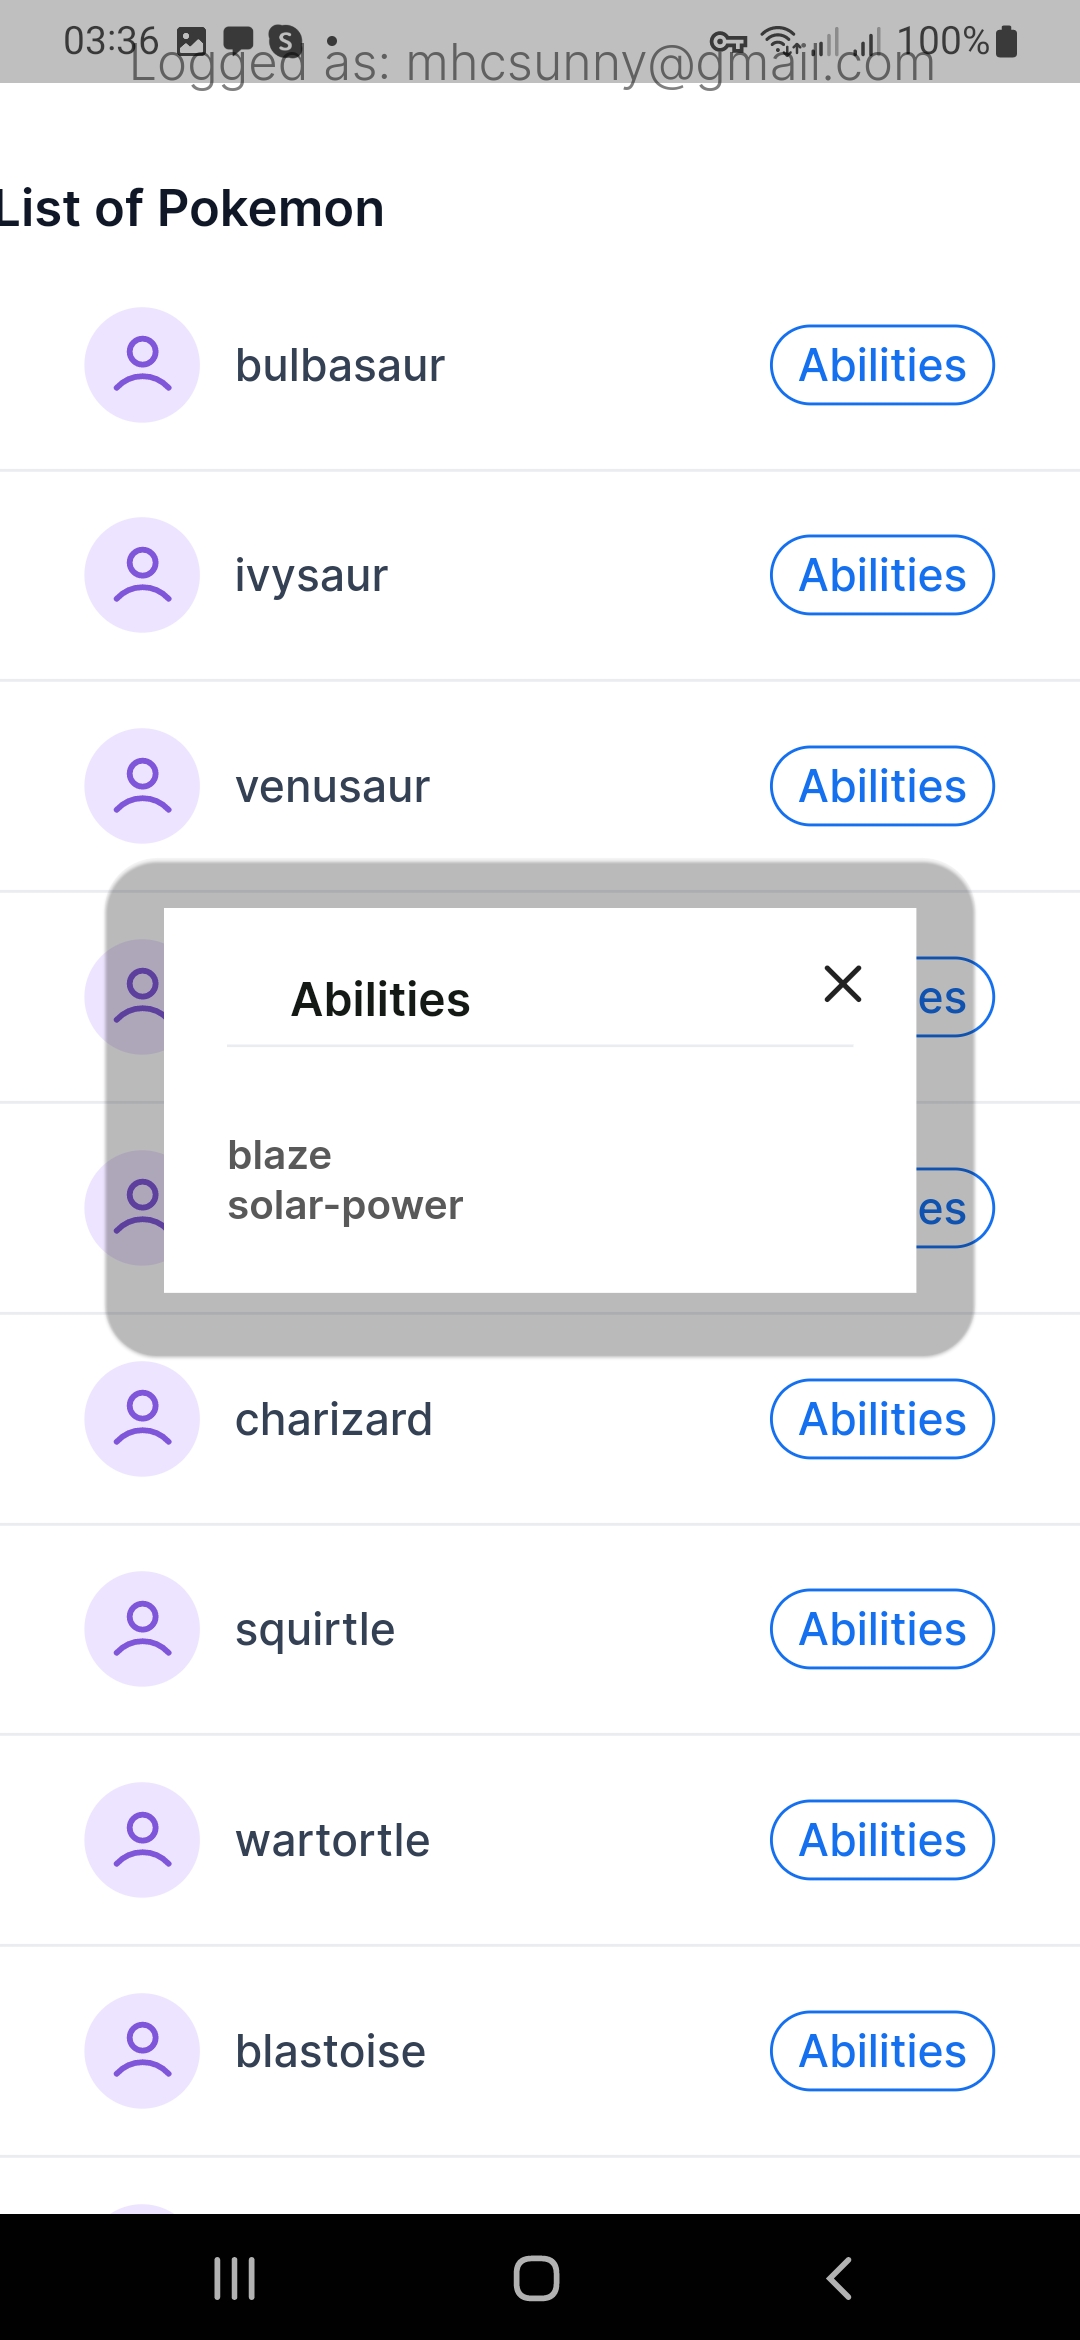 03:36 S 100%
Logged as: mhcsunny@gmail.com
List of Pokemon
bulbasaur Abilities
ivysaur Abilities
venusaur Abilities
Abilities
es
blaze
solar-power
es
charizard Abilities
squirtle Abilities
wartortle Abilities
blastoise Abilities